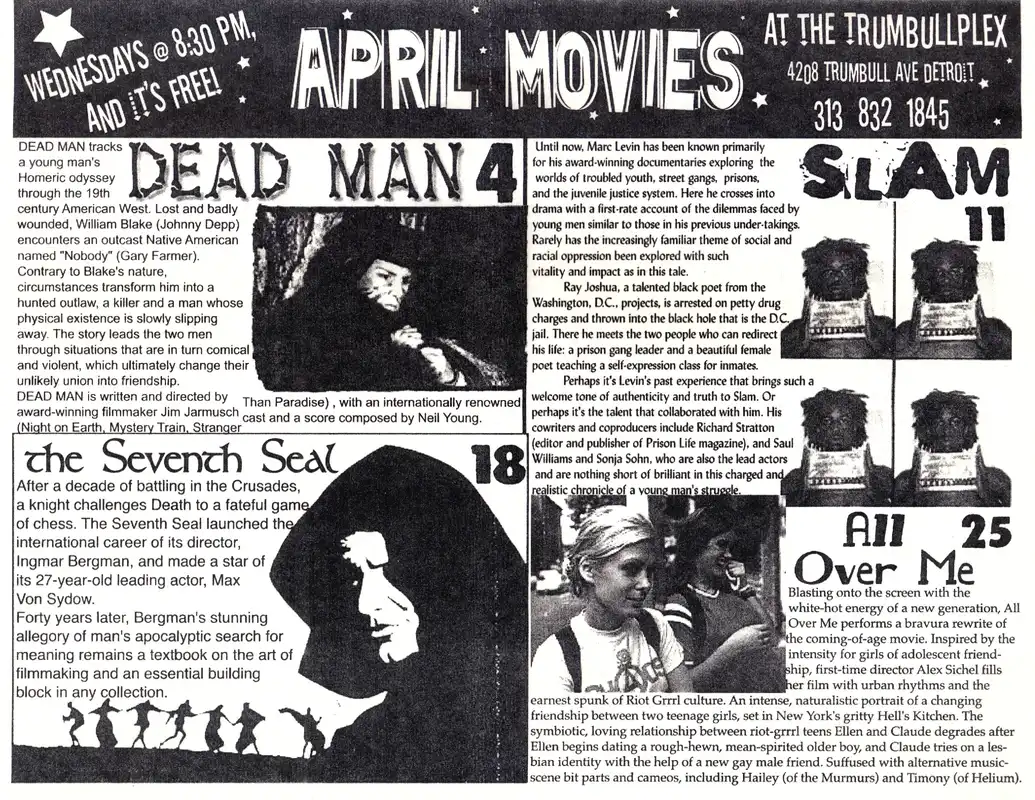 WEDNESDAYS @ 8:30 PM,
AND IT'S FREE!
APRIL MOVIES
AT THE TRUMBULLPLEX
4208 TRUMBULL AVE DETROIT
313 832 1845
DEAD MAN 4
DEAD MAN tracks
a young man's
Homeric odyssey
through the 19th
century American West. Lost and badly
wounded, William Blake (Johnny Depp)
encounters an outcast Native American
named "Nobody" (Gary Farmer).
Contrary to Blake's nature,
circumstances transform him into a
hunted outlaw, a killer and a man whose
physical existence is slowly slipping
away. The story leads the two men
through situations that are in turn comical
and violent, which ultimately change their
unlikely union into friendship.
DEAD MAN is written and directed by
award-winning filmmaker Jim Jarmusch
(Night on Earth, Mystery Train, Stranger
Than Paradise) , with an internationally renowned
cast and a score composed by Neil Young.
SLAM
11
Until now, Marc Levin has been known primarily
for his award-winning documentaries exploring the
worlds of troubled youth, street gangs, prisons,
and the juvenile justice system. Here he crosses into
drama with a first-rate account of the dilemmas faced by
young men similar to those in his previous under-takings.
Rarely has the increasingly familiar theme of social and
racial oppression been explored with such
vitality and impact as in this tale.
Ray Joshua, a talented black poet from the
Washington, D.C., projects, is arrested on petty drug
charges and thrown into the black hole that is the D.C.
jail. There he meets the two people who can redirect
his life: a prison gang leader and a beautiful female
poet teaching a self-expression class for inmates.
Perhaps it's Levin's past experience that brings such a
welcome tone of authenticity and truth to Slam. Or
perhaps it's the talent that collaborated with him. His
cowriters and coproducers include Richard Stratton
(editor and publisher of Prison Life magazine), and Saul
Williams and Sonja Sohn, who are also the lead actors
and are nothing short of brilliant in this charged and
realistic chronicle of a young man's struggle.
the Seventh Seal 18
After a decade of battling in the Crusades,
a knight challenges Death to a fateful game
of chess. The Seventh Seal launched the
international career of its director,
Ingmar Bergman, and made a star of
its 27-year-old leading actor, Max
Von Sydow.
Forty years later, Bergman's stunning
allegory of man's apocalyptic search for
meaning remains a textbook on the art of
filmmaking and an essential building
block in any collection.
All 25
Over Me
Blasting onto the screen with the
white-hot energy of a new generation, All
Over Me performs a bravura rewrite of
the coming-of-age movie. Inspired by the
intensity for girls of adolescent friend-
ship, first-time director Alex Sichel fills
her film with urban rhythms and the
earnest spunk of Riot Grrrl culture. An intense, naturalistic portrait of a changing
friendship between two teenage girls, set in New York's gritty Hell's Kitchen. The
symbiotic, loving relationship between riot-grrrl teens Ellen and Claude degrades after
Ellen begins dating a rough-hewn, mean-spirited older boy, and Claude tries on a les-
bian identity with the help of a new gay male friend. Suffused with alternative music-
scene bit parts and cameos, including Hailey (of the Murmurs) and Timony (of Helium).